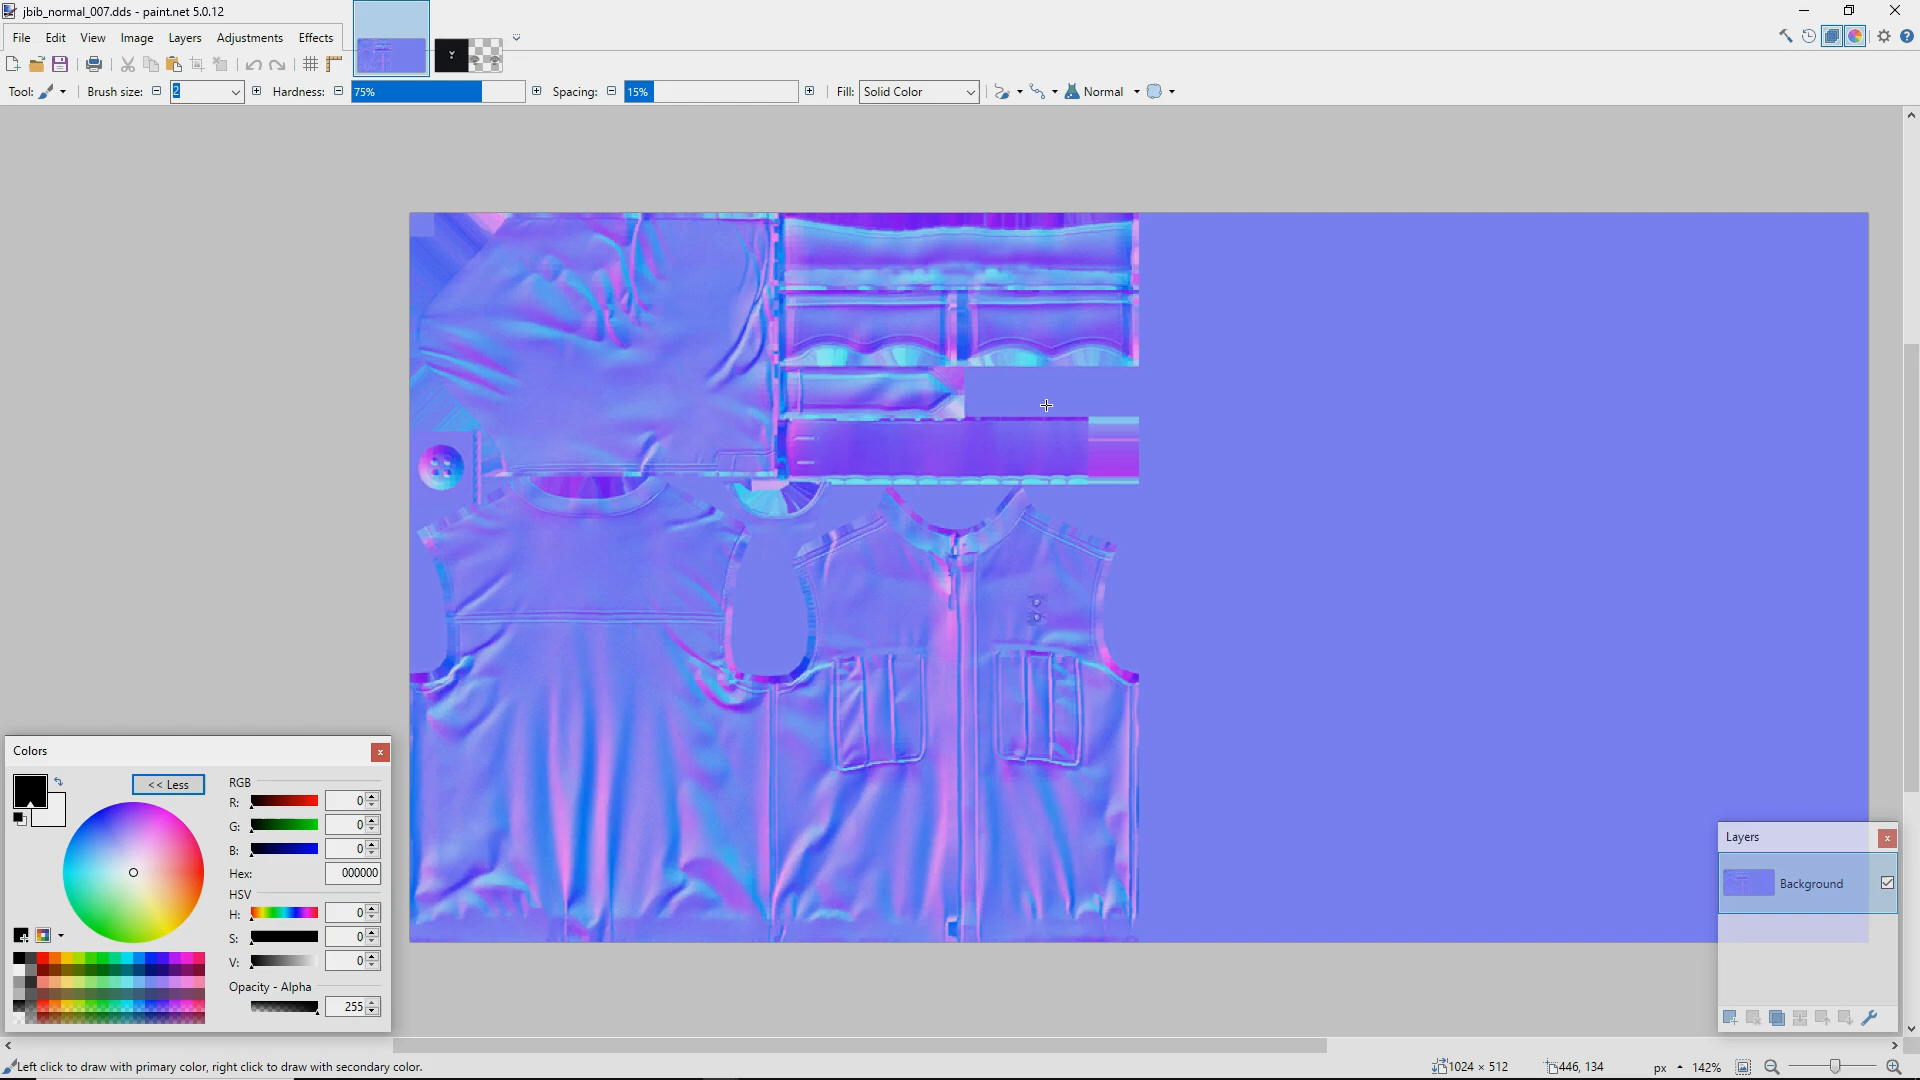 jbib_normal_007.dds - paint.net 5.0.12
File Edit View Image Layers Adjustments Effects
Tool: Brush size: 2 Hardness: 75% Spacing: 15% Fill: Solid Color Normal
Colors
<< Less
RGB
R: 0
G: 0
B: 0
Hex: 000000
HSV
H: 0
S: 0
V: 0
Opacity - Alpha
255
Layers
Background
Left click to draw with primary color, right click to draw with secondary color.
1024 × 512
446, 134
px
142%